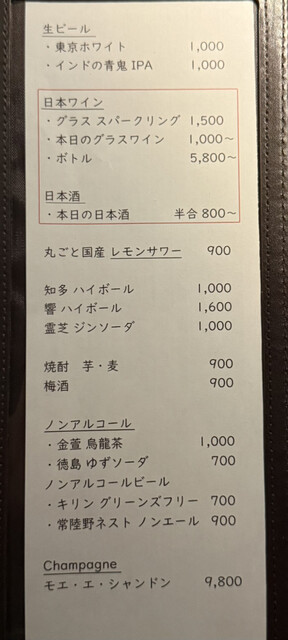 生ビール
・東京ホワイト 1,000
・インドの青鬼 IPA 1,000
日本ワイン
・グラス スパークリング 1,500
・本日のグラスワイン 1,000～
・ボトル 5,800～
日本酒
・本日の日本酒 半合 800～
丸ごと国産 レモンサワー 900
知多 ハイボール 1,000
響 ハイボール 1,600
霊芝 ジンソーダ 1,000
焼酎 芋・麦 900
梅酒 900
ノンアルコール
・金萱 烏龍茶 1,000
・徳島 ゆずソーダ 700
ノンアルコールビール
・キリン グリーンズフリー 700
・常陸野ネスト ノンエール 900
Champagne
モエ・エ・シャンドン 9,800